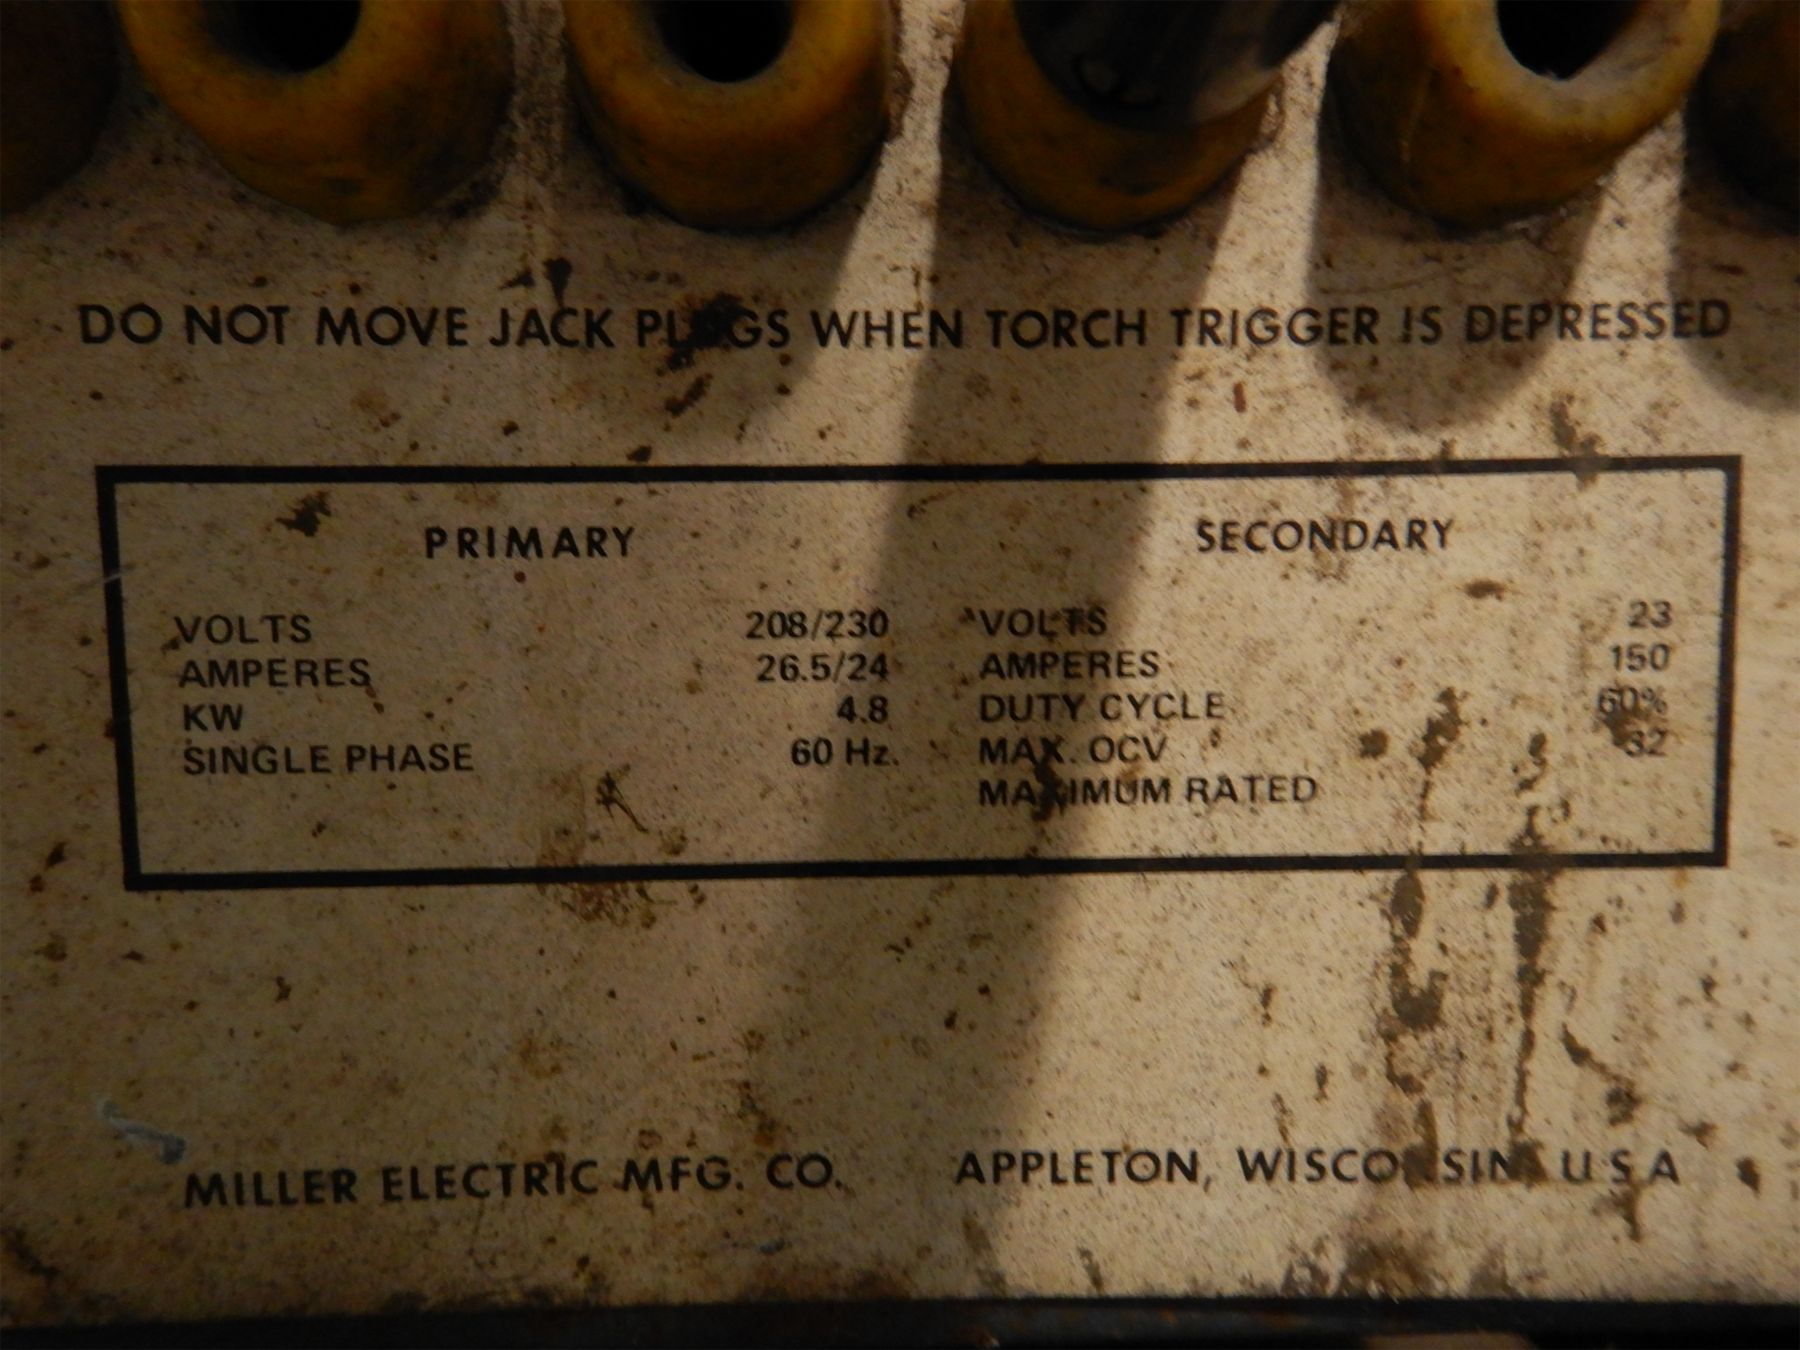 DO NOT MOVE JACK PLUGS WHEN TORCH TRIGGER IS DEPRESSED
PRIMARY
VOLTS 208/230
AMPERES 26.5/24
KW 4.8
SINGLE PHASE 60 Hz.
SECONDARY
VOLTS 23
AMPERES 150
DUTY CYCLE 60%
MAX. OCV 32
MAXIMUM RATED
MILLER ELECTRIC MFG. CO. APPLETON, WISCONSIN, U S A